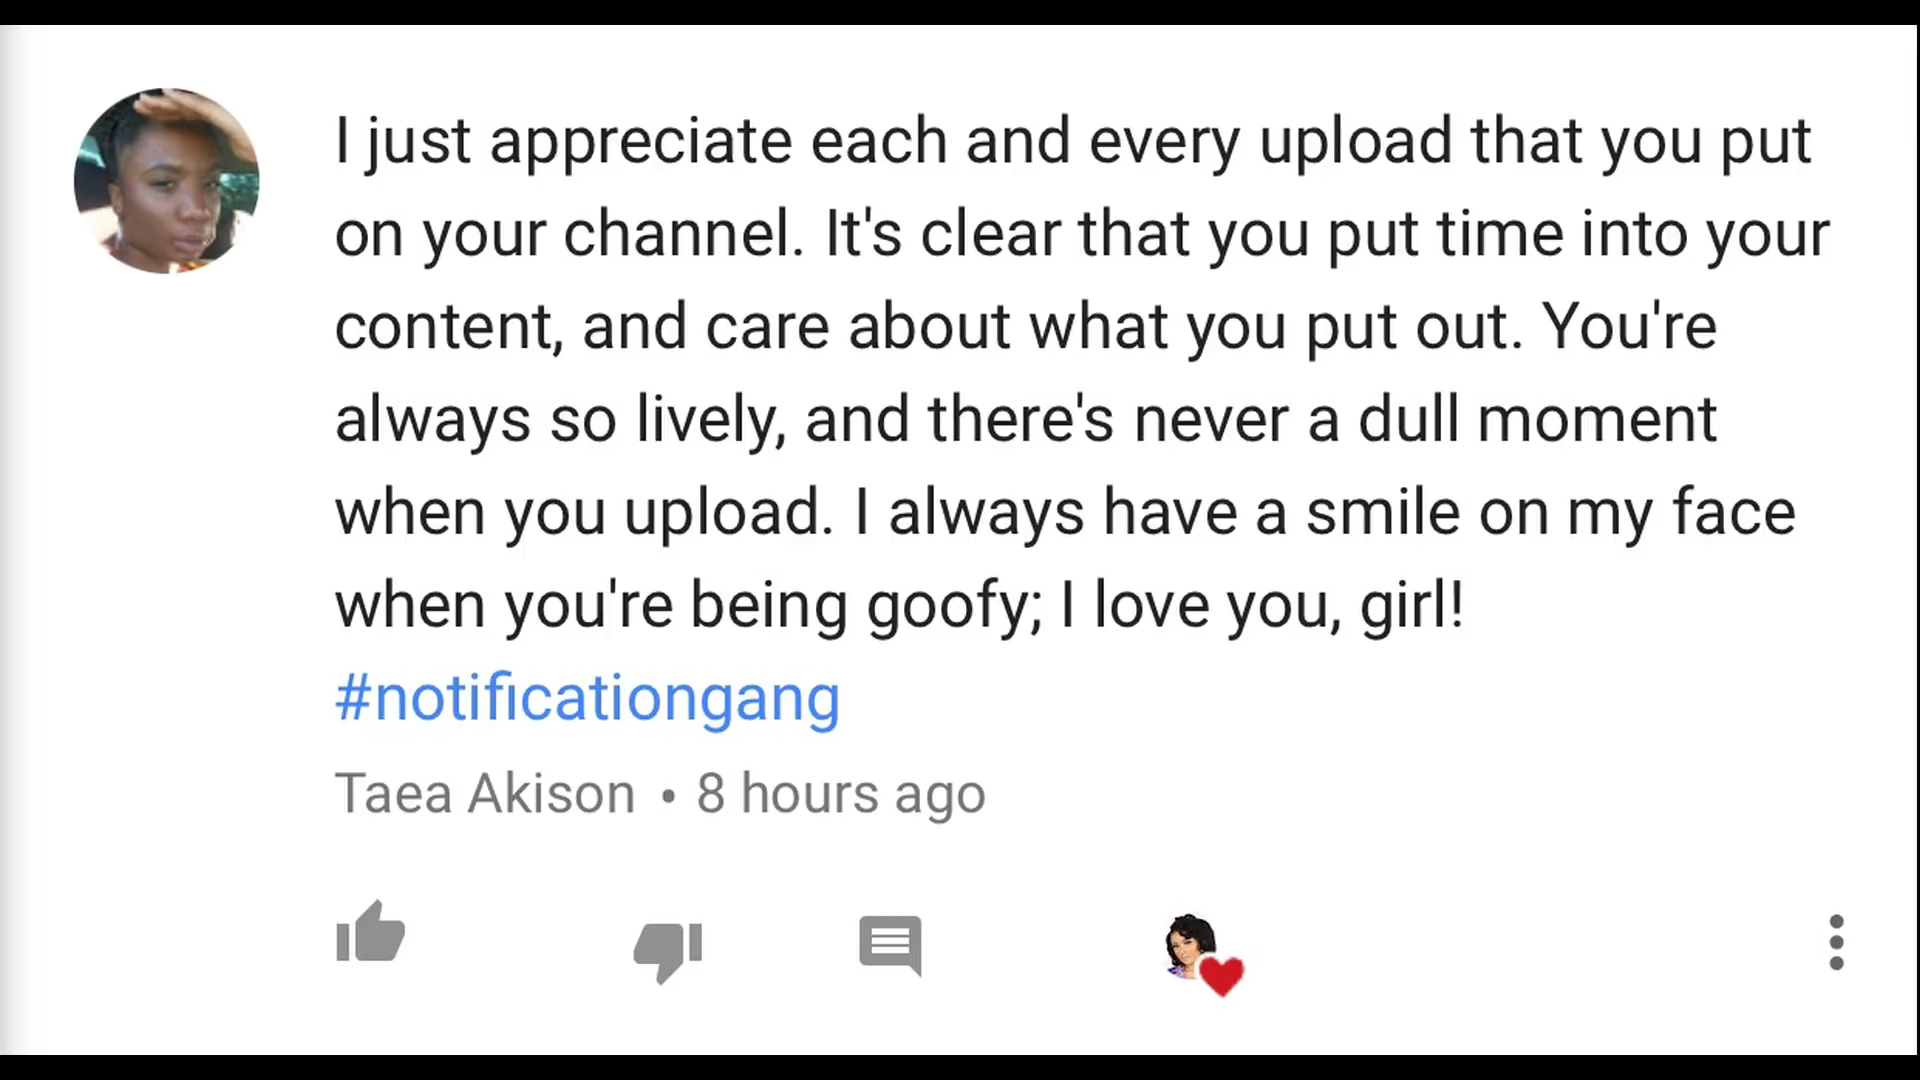 I just appreciate each and every upload that you put
on your channel. It's clear that you put time into your
content, and care about what you put out. You're
always so lively, and there's never a dull moment
when you upload. I always have a smile on my face
when you're being goofy; I love you, girl!
#notificationgang
Taea Akison • 8 hours ago